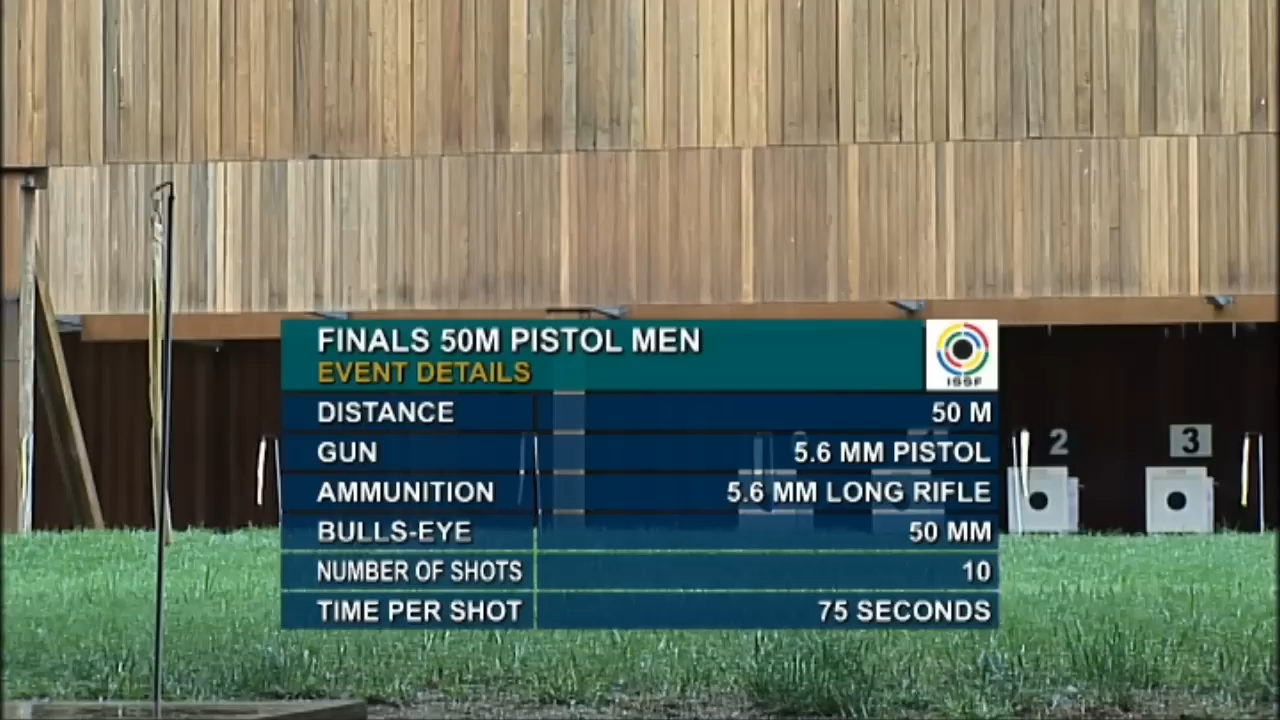 FINALS 50M PISTOL MEN
EVENT DETAILS
ISSF
DISTANCE 50 M
GUN 5.6 MM PISTOL
AMMUNITION 5.6 MM LONG RIFLE
BULLS-EYE 50 MM
NUMBER OF SHOTS 10
TIME PER SHOT 75 SECONDS
2 3